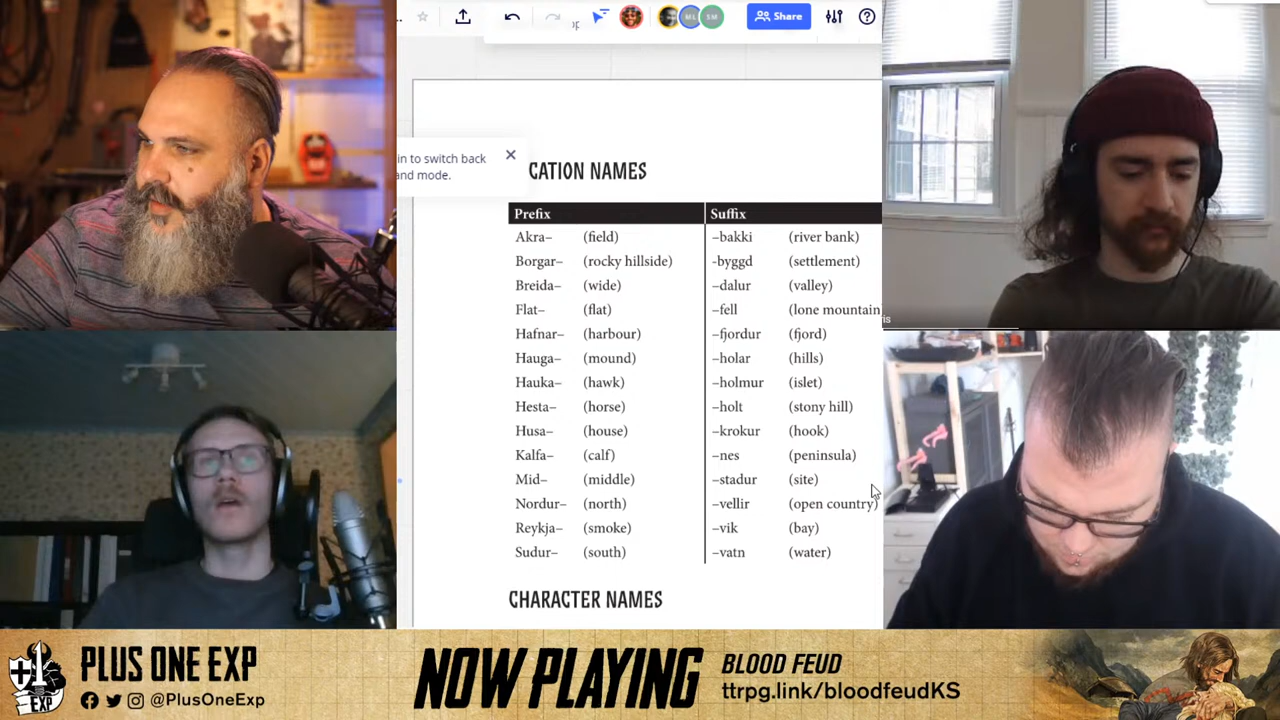 Share
in to switch back
and mode.
CATION NAMES
Prefix Suffix
Akra– (field) –bakki (river bank)
Borgar– (rocky hillside) -byggd (settlement)
Breida– (wide) –dalur (valley)
Flat– (flat) –fell (lone mountain
Hafnar– (harbour) –fjordur (fjord)
Hauga– (mound) –holar (hills)
Hauka– (hawk) –holmur (islet)
Hesta– (horse) –holt (stony hill)
Husa– (house) –krokur (hook)
Kalfa– (calf) –nes (peninsula)
Mid– (middle) –stadur (site)
Nordur– (north) –vellir (open country)
Reykja– (smoke) –vik (bay)
Sudur– (south) –vatn (water)
CHARACTER NAMES
ris
+1
EXP
PLUS ONE EXP
@PlusOneExp
NOW PLAYING
BLOOD FEUD
ttrpg.link/bloodfeudKS